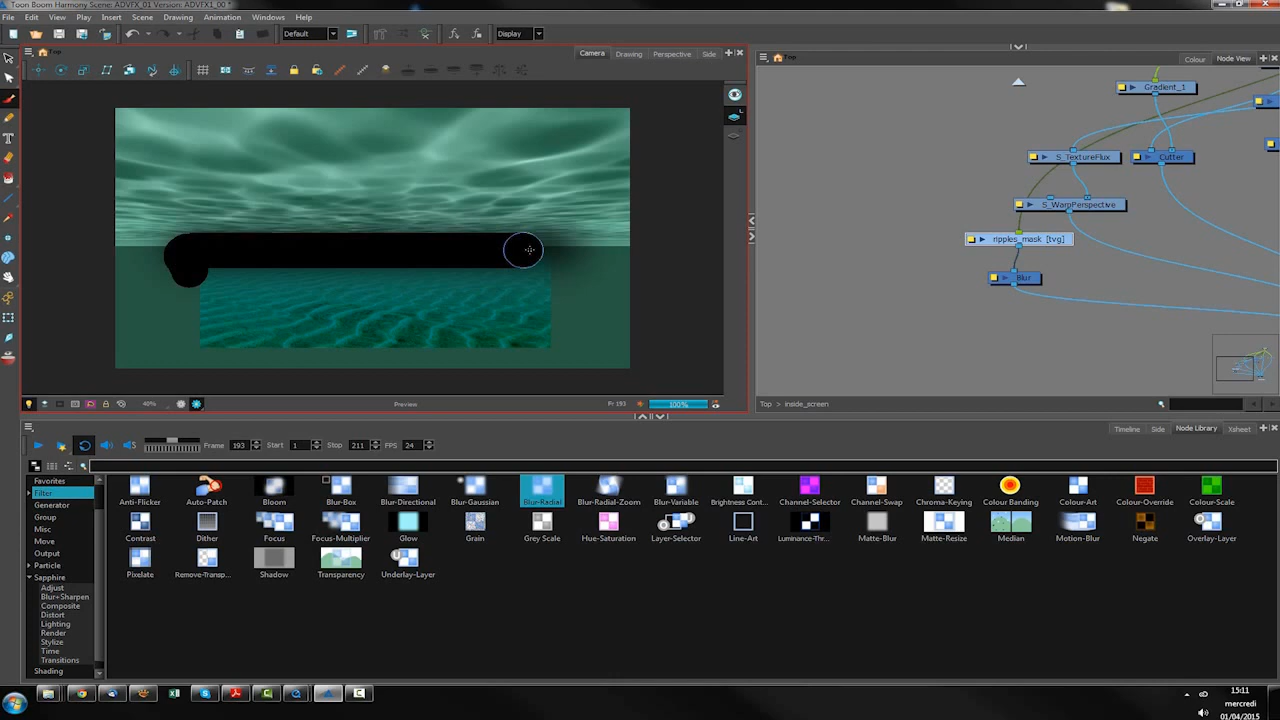 Toon Boom Harmony Scene: ADVFX_01 Version: ADVFX1_00 *
File Edit View Play Insert Scene Drawing Animation Windows Help
Default Display
Top Camera Drawing Perspective Side
Top Colour Node View
Gradient_1
S_TextureFlux Cutter
S_WarpPerspective
ripples_mask [tvg]
Blur
40% Preview Fr 193 100%
Top > inside_screen
Timeline Side Node Library Xsheet
Frame 193 Start 1 Stop 211 FPS 24
Favorites
Filter
Generator
Group
Misc
Move
Output
Particle
Sapphire
Adjust
Blur+Sharpen
Composite
Distort
Lighting
Render
Stylize
Time
Transitions
Shading
Anti-Flicker Auto-Patch Bloom Blur-Box Blur-Directional Blur-Gaussian Blur-Radial Blur-Radial-Zoom Blur-Variable Brightness Cont... Channel-Selector Channel-Swap Chroma-Keying Colour Banding Colour-Art Colour-Override Colour-Scale
Contrast Dither Focus Focus-Multiplier Glow Grain Grey Scale Hue-Saturation Layer-Selector Line-Art Luminance-Thr... Matte-Blur Matte-Resize Median Motion-Blur Negate Overlay-Layer
Pixelate Remove-Transp... Shadow Transparency Underlay-Layer
15:11
mercredi
01/04/2015